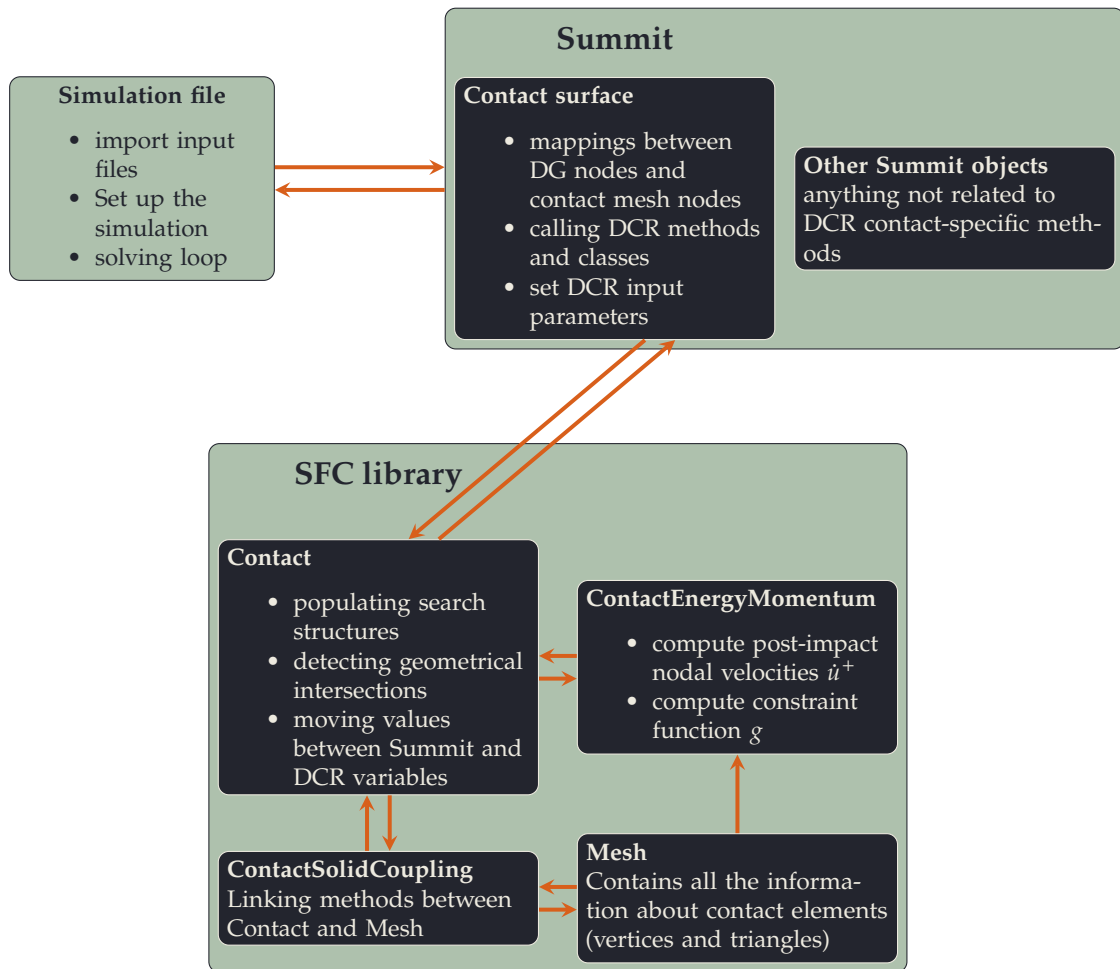 Summit
Simulation file
• import input
files
• Set up the
simulation
• solving loop
Contact surface
• mappings between
DG nodes and
contact mesh nodes
• calling DCR methods
and classes
• set DCR input
parameters
Other Summit objects
anything not related to
DCR contact-specific meth-
ods
SFC library
Contact
• populating search
structures
• detecting geometrical
intersections
• moving values
between Summit and
DCR variables
ContactEnergyMomentum
• compute post-impact
nodal velocities u̇⁺
• compute constraint
function g
ContactSolidCoupling
Linking methods between
Contact and Mesh
Mesh
Contains all the informa-
tion about contact elements
(vertices and triangles)